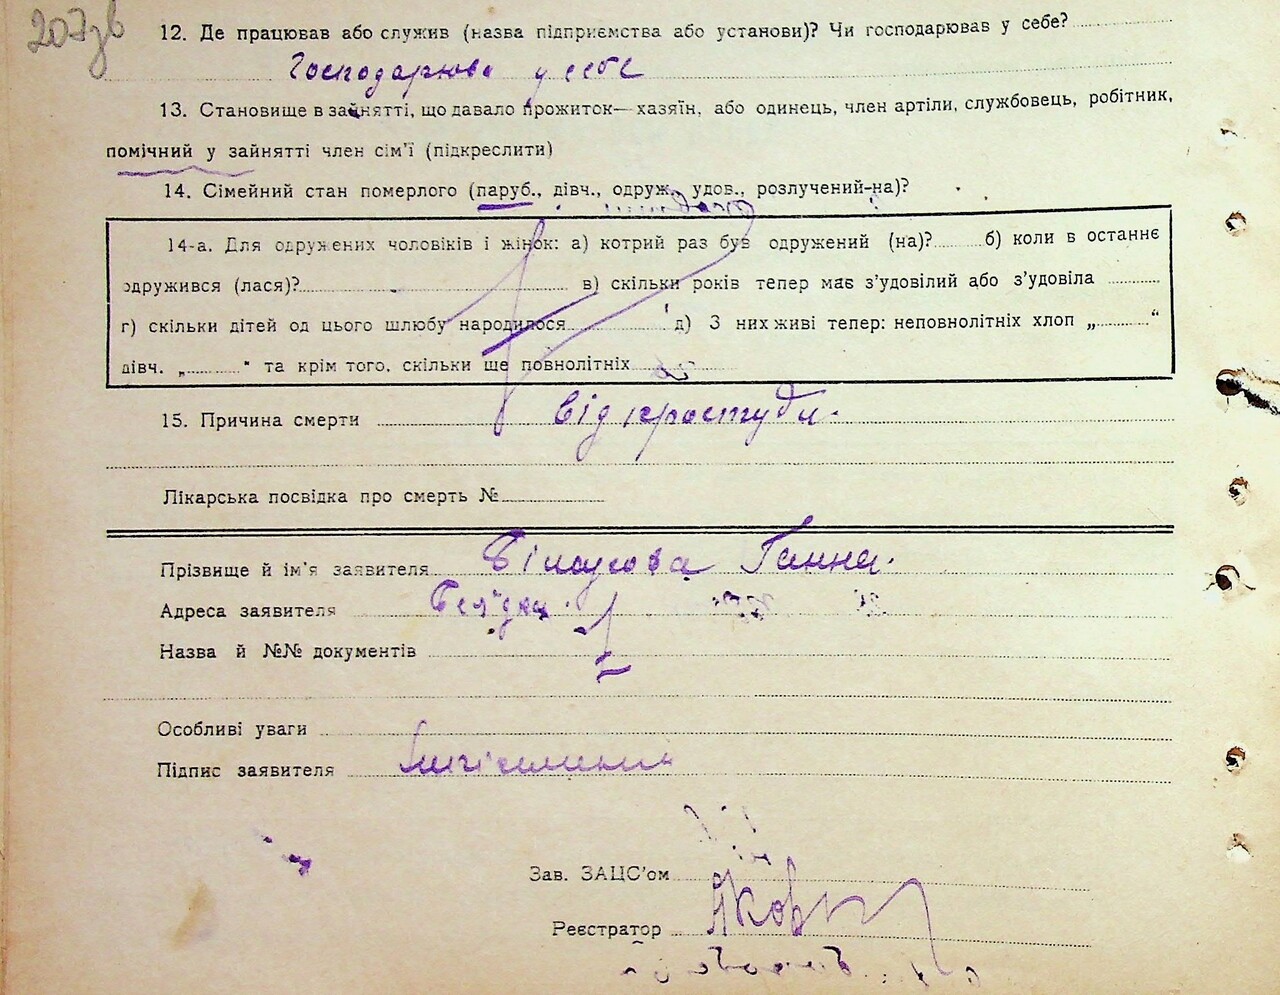 207зв
12. Де працював або служив (назва підприємства або установи)? Чи господарював у себе?
Господарював у себе
13. Становище в зайнятті, що давало прожиток—хазяїн, або одинець, член артіли, службовець, робітник,
помічний у зайнятті член сім'ї (підкреслити)
14. Сімейний стан померлого (паруб., дівч., одруж., удов., розлучений-на)?
14-а. Для одружених чоловіків і жінок: а) котрий раз був одружений (на)? б) коли в останнє
одружився (лася)? в) скільки років тепер має з'удовілий або з'удовіла
г) скільки дітей од цього шлюбу народилося д) З них живі тепер: неповнолітніх хлоп „ “
дівч. „ “ та крім того, скільки ще повнолітніх
15. Причина смерти від простуди.
Лікарська посвідка про смерть №
Прізвище й ім'я заявителя Ганна.
Адреса заявителя
Назва й №№ документів
Особливі уваги
Підпис заявителя
Зав. ЗАЦС'ом
Реєстратор